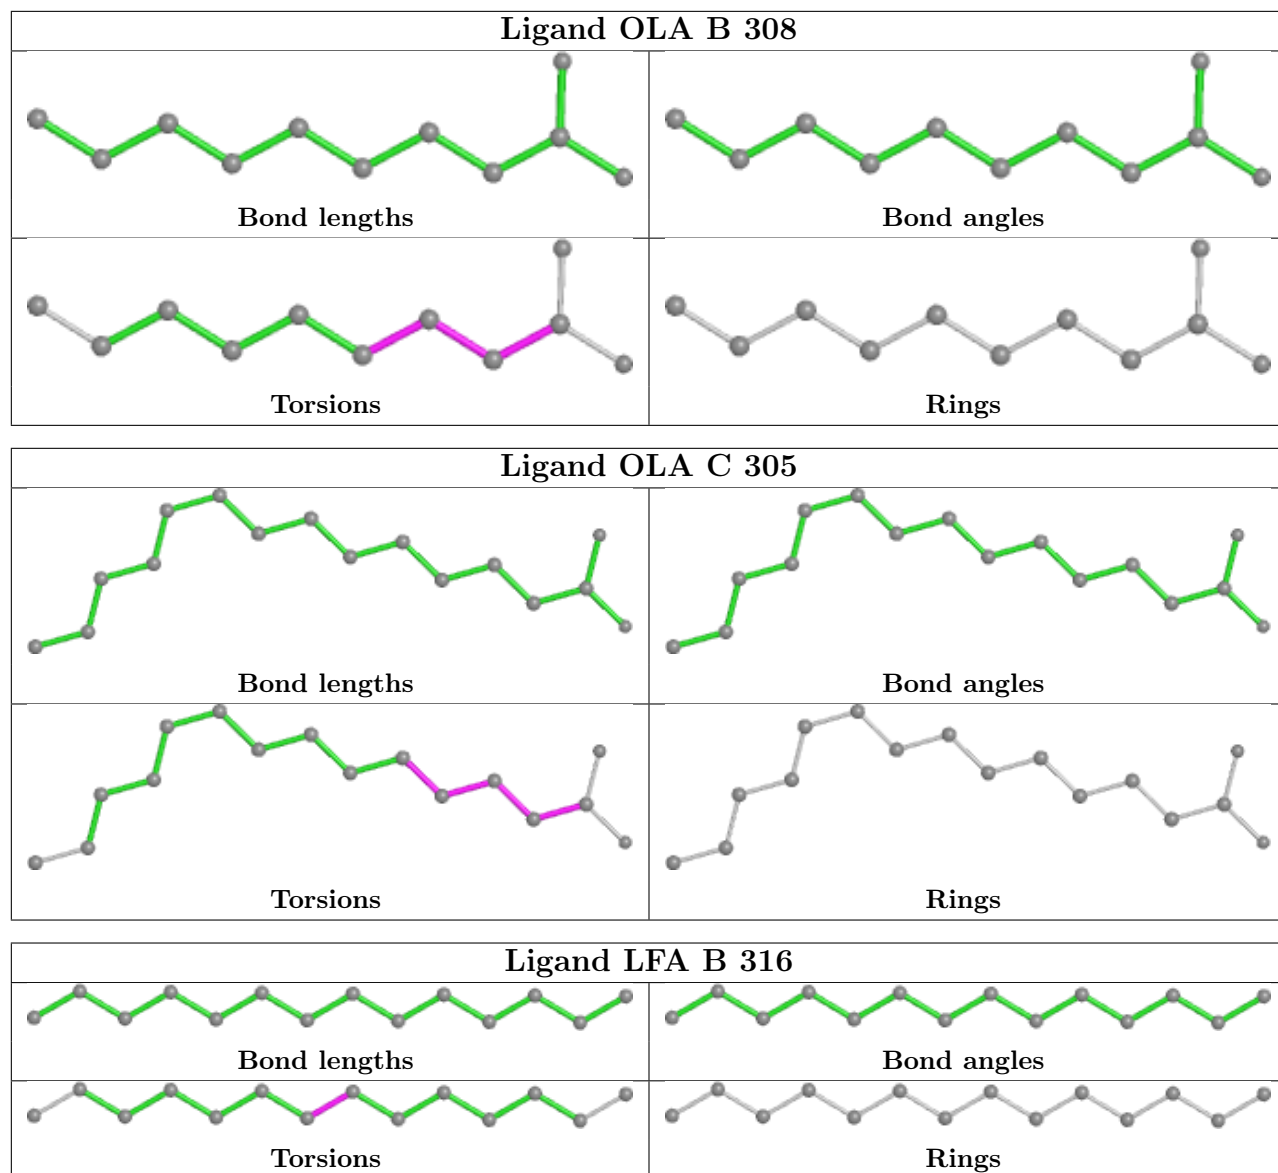 Ligand OLA B 308
Bond lengths
Bond angles
Torsions
Rings
Ligand OLA C 305
Bond lengths
Bond angles
Torsions
Rings
Ligand LFA B 316
Bond lengths
Bond angles
Torsions
Rings